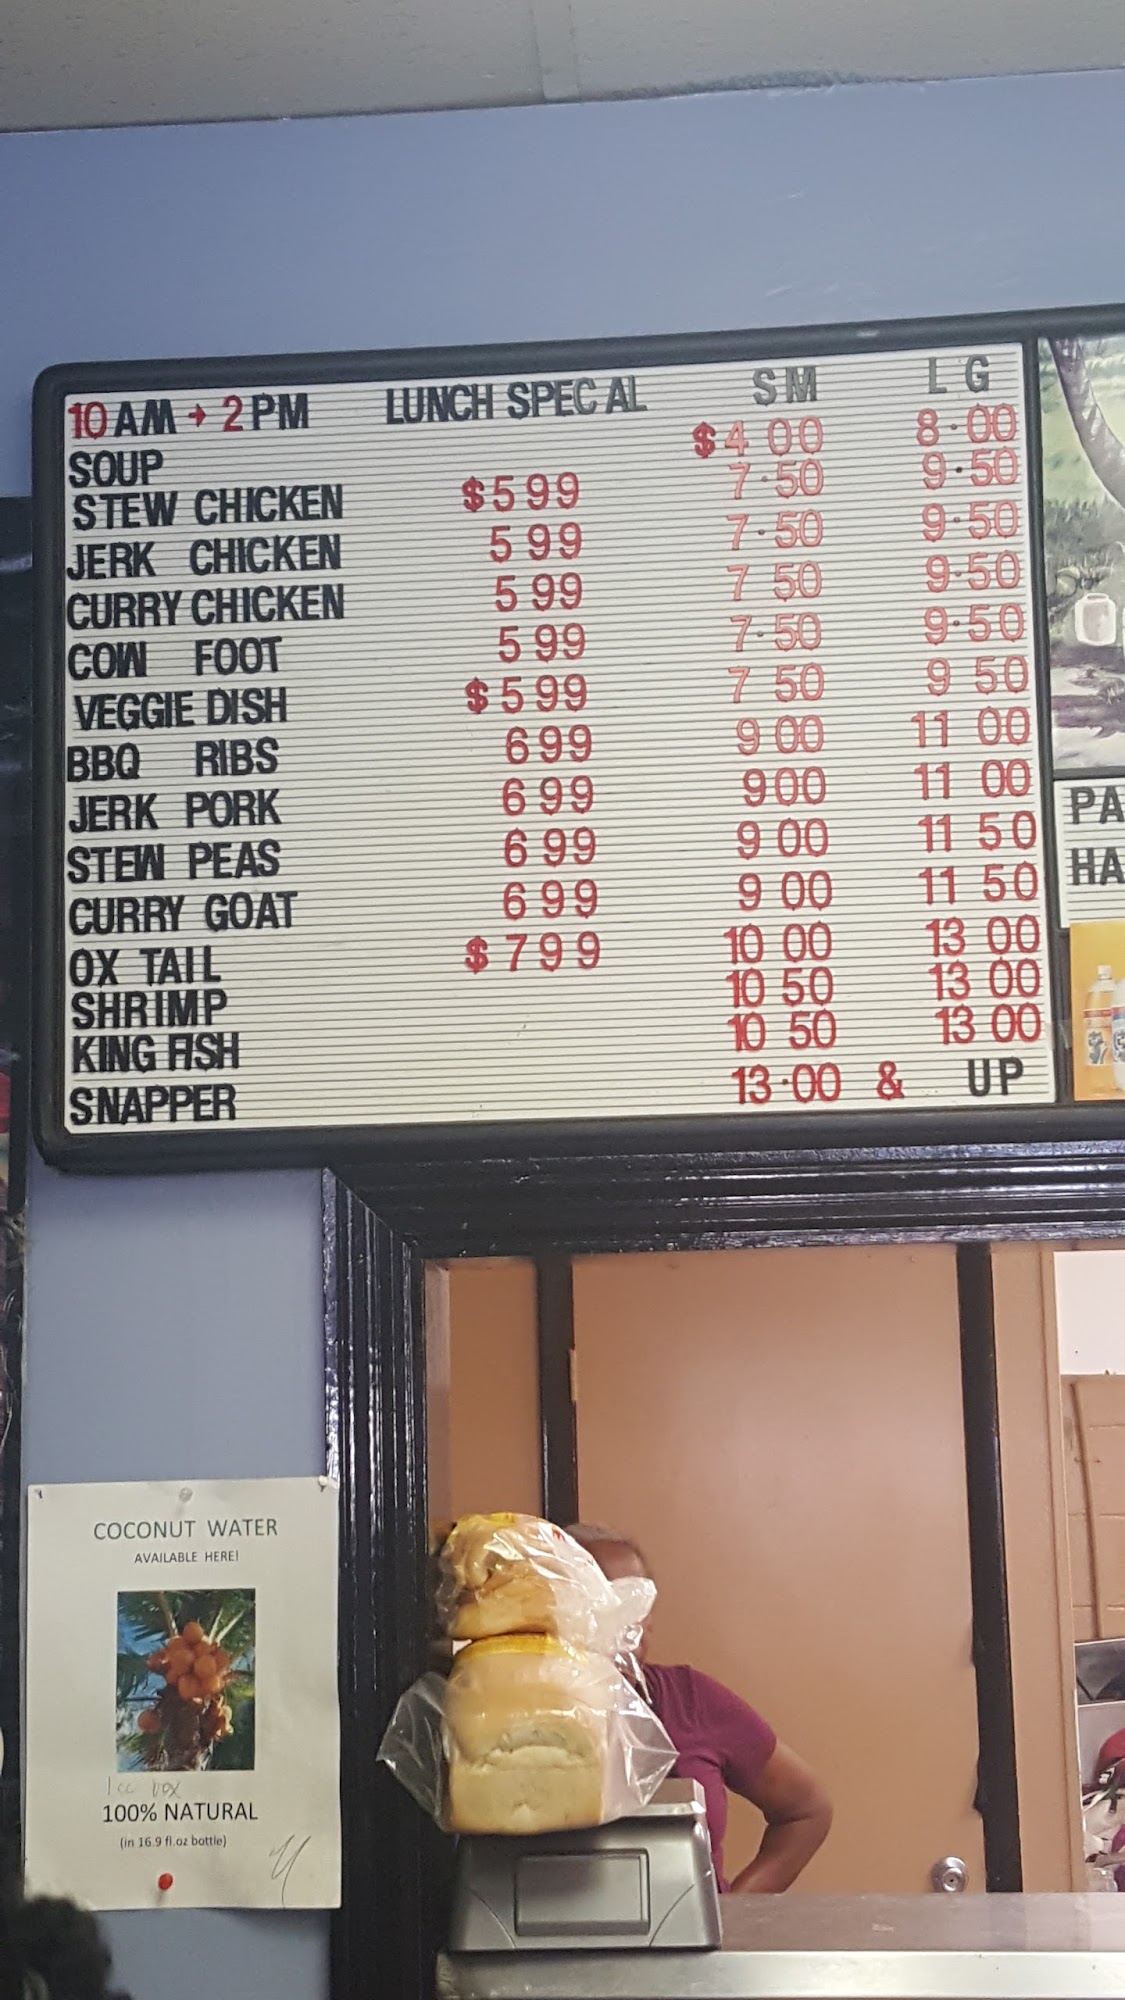 10 AM → 2 PM LUNCH SPEC AL SM LG
SOUP $4 00 8·00
STEW CHICKEN $5 99 7·50 9·50
JERK CHICKEN 5 99 7·50 9·50
CURRY CHICKEN 5 99 7 50 9·50
COW FOOT 5 99 7·50 9·50
VEGGIE DISH $5 99 7 50 9 50
BBQ RIBS 6 99 9 00 11 00
JERK PORK 6 99 9 00 11 00
STEW PEAS 6 99 9 00 11 50
CURRY GOAT 6 99 9 00 11 50
OX TAIL $7 99 10 00 13 00
SHRIMP 10 50 13 00
KING FISH 10 50 13 00
SNAPPER 13·00 & UP
PA
HA
COCONUT WATER
AVAILABLE HERE!
100% NATURAL
(in 16.9 fl.oz bottle)